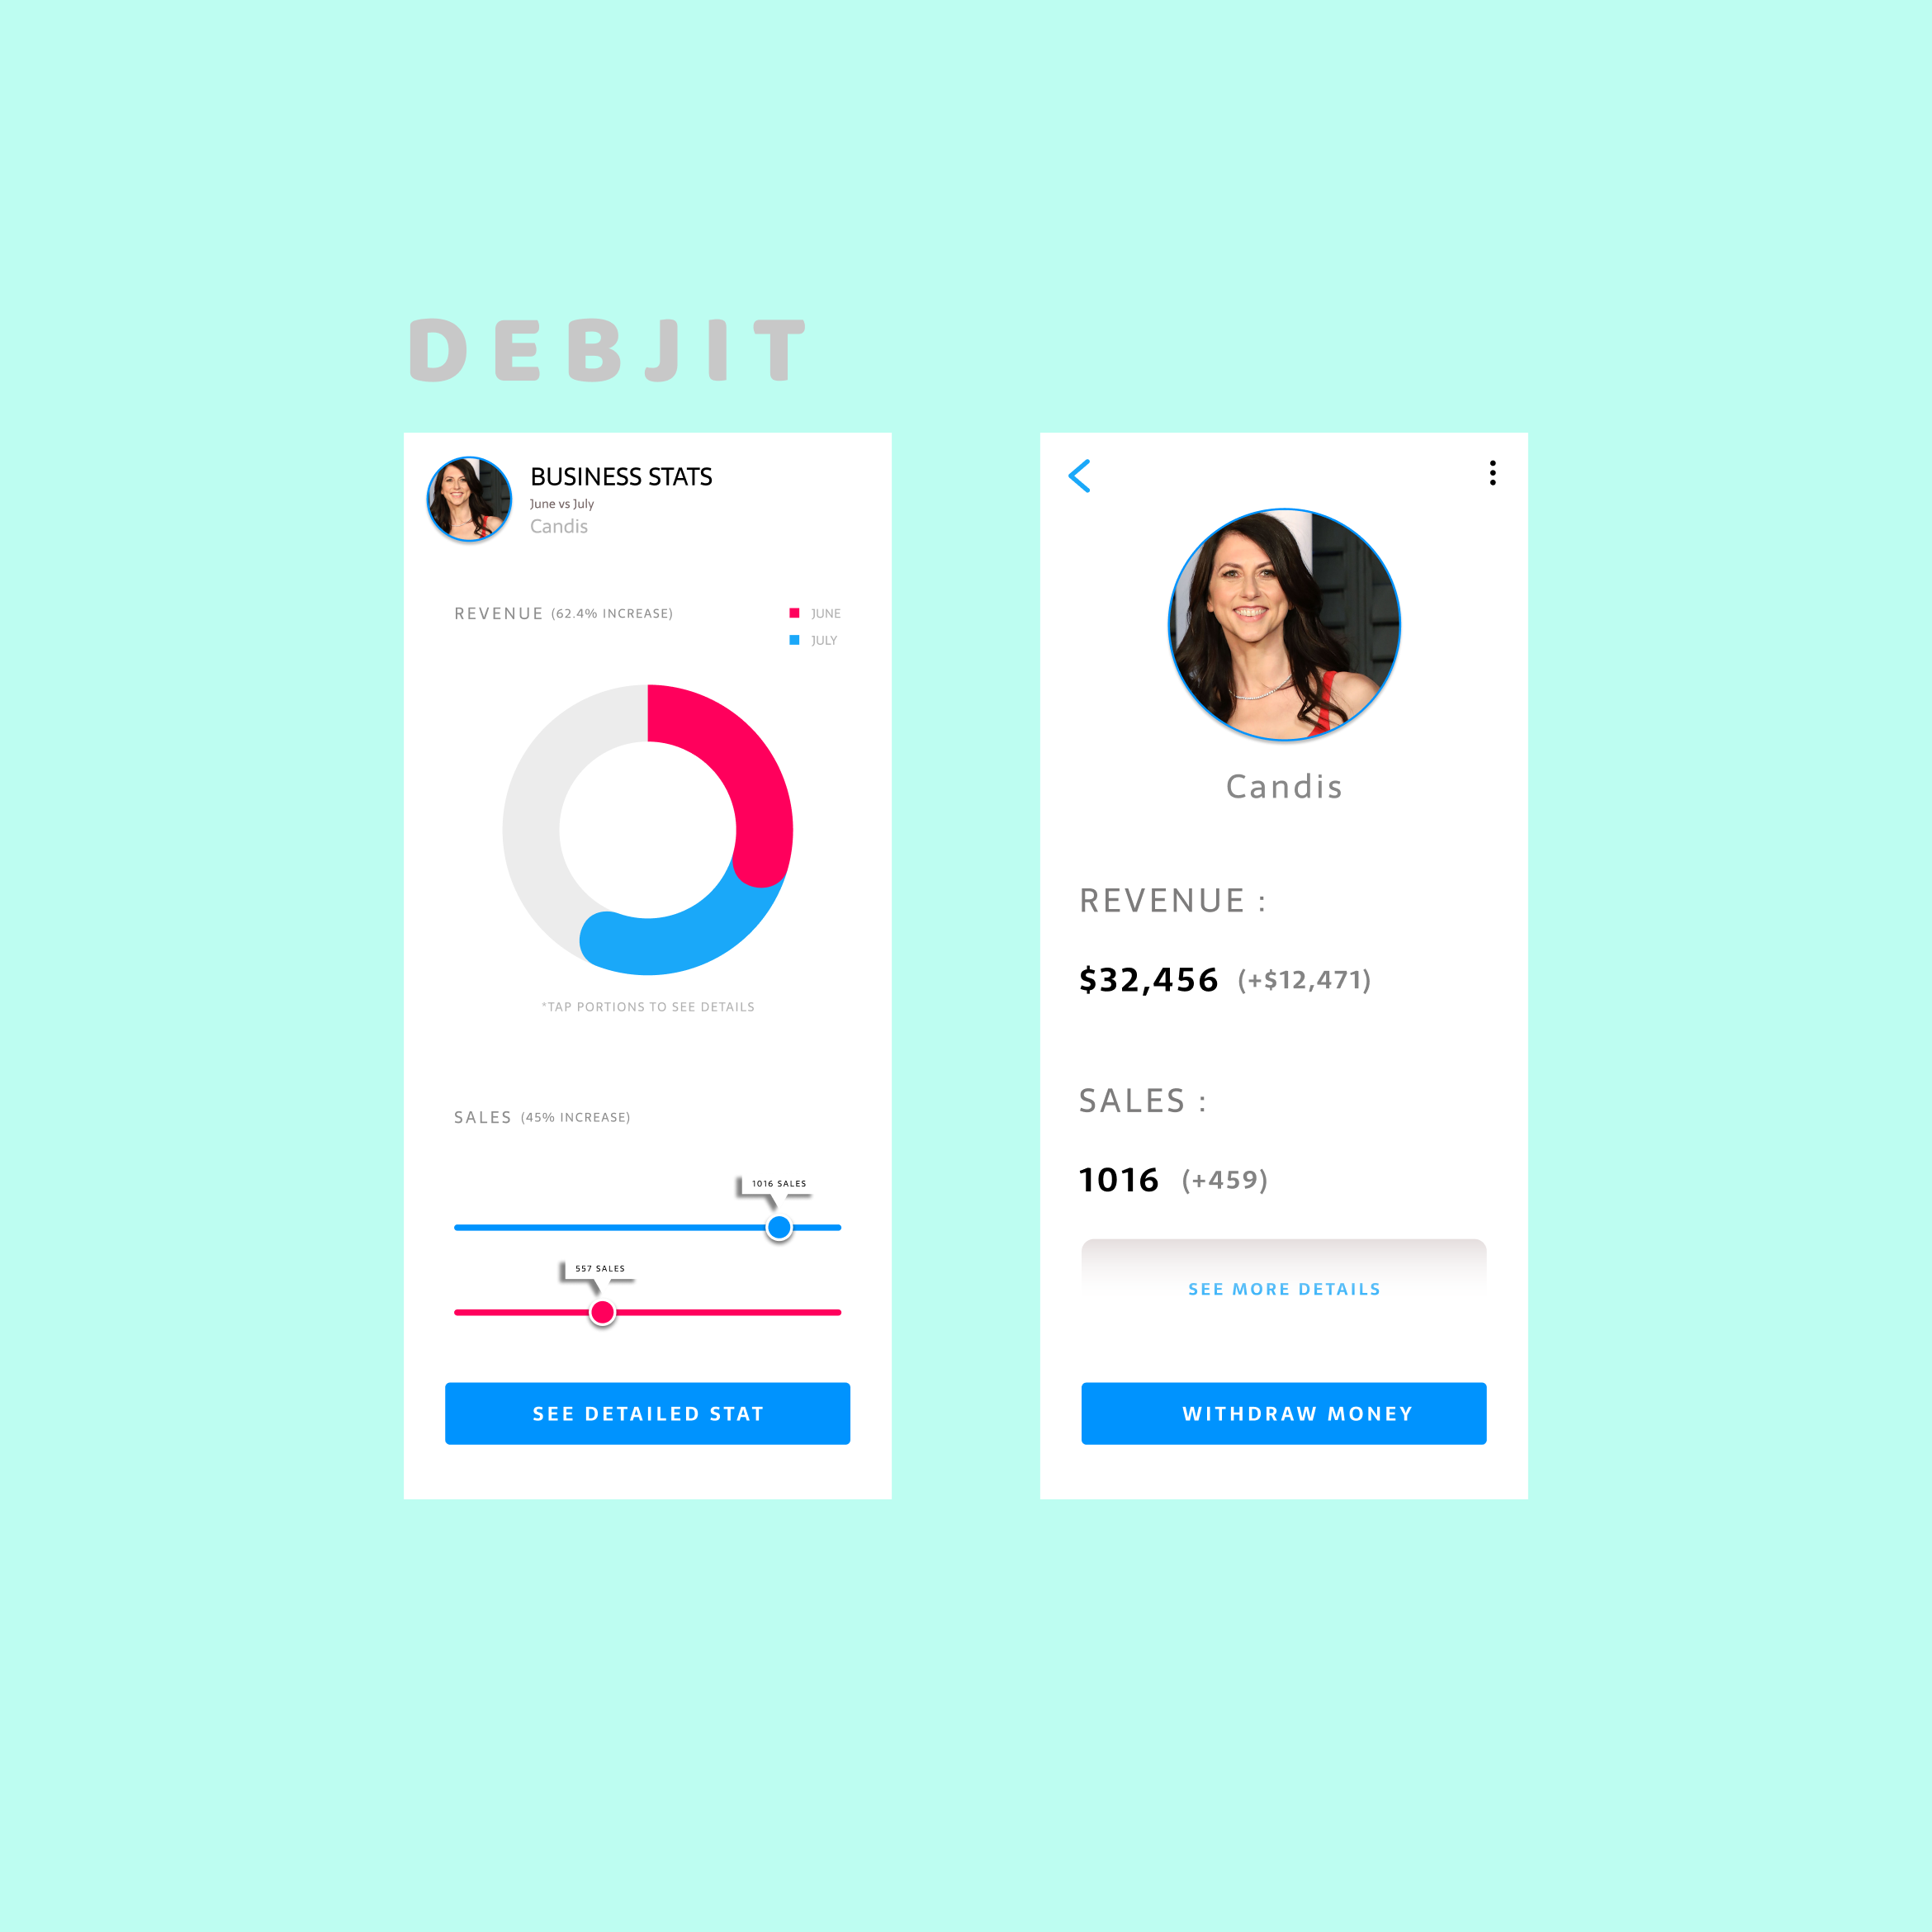 DEBJIT
BUSINESS STATS
June vs July
Candis
REVENUE (62.4% INCREASE)
JUNE
JULY
*TAP PORTIONS TO SEE DETAILS
SALES (45% INCREASE)
1016 SALES
557 SALES
SEE DETAILED STAT
Candis
REVENUE :
$32,456 (+$12,471)
SALES :
1016 (+459)
SEE MORE DETAILS
WITHDRAW MONEY